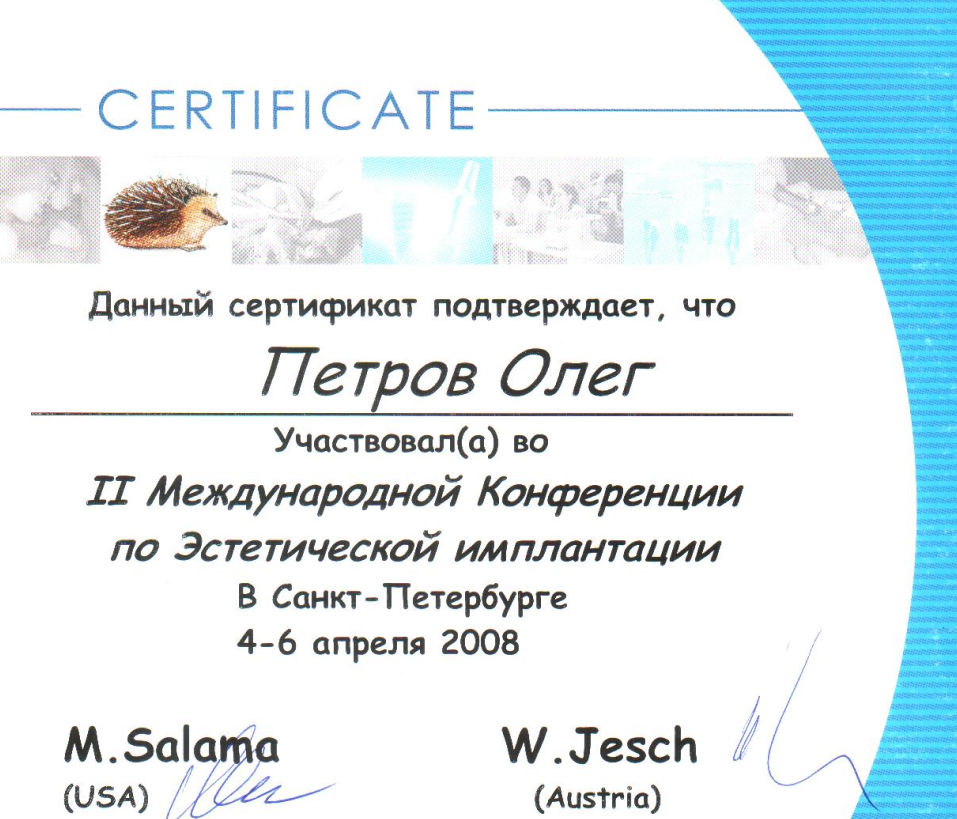 CERTIFICATE
Данный сертификат подтверждает, что
Петров Олег
Участвовал(а) во
II Международной Конференции
по Эстетической имплантации
В Санкт-Петербурге
4-6 апреля 2008
M.Salama W.Jesch
(USA) (Austria)